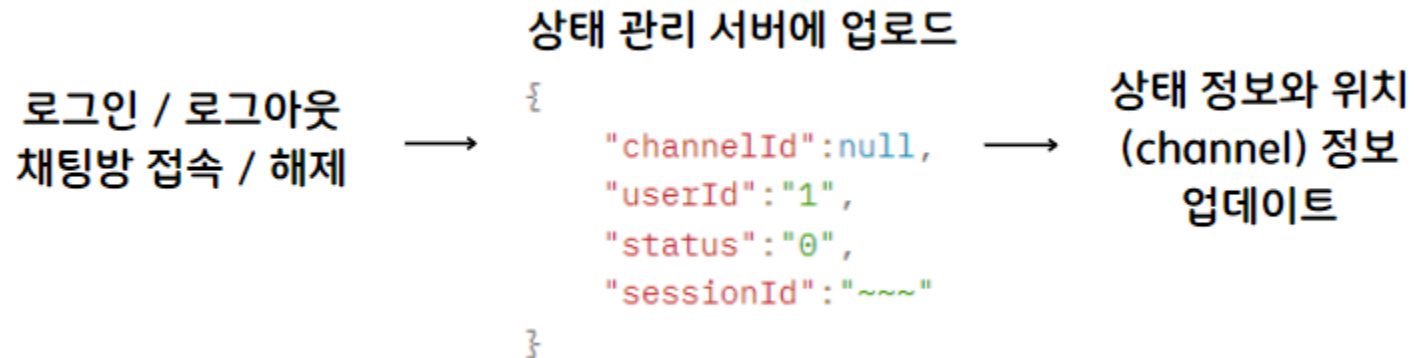 로그인 / 로그아웃
채팅방 접속 / 해제
상태 관리 서버에 업로드
{
"channelId":null,
"userId":"1",
"status":"0",
"sessionId":"~~~"
}
상태 정보와 위치
(channel) 정보
업데이트